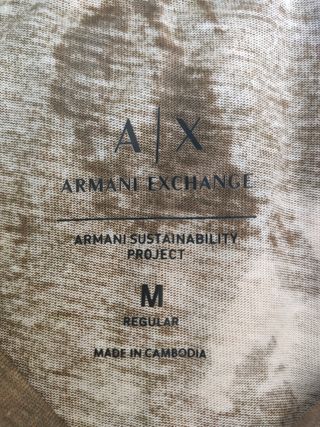 A|X
ARMANI EXCHANGE
ARMANI SUSTAINABILITY
PROJECT
M
REGULAR
MADE IN CAMBODIA